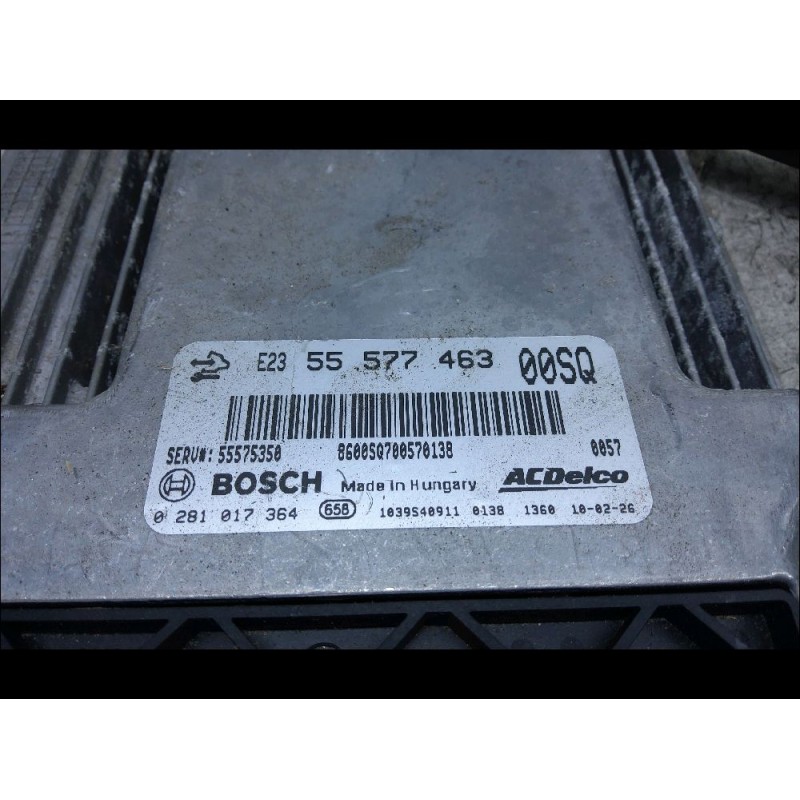 E23 55 577 463 00SQ
SERV#: 55575350 8600SQ700570138 0057
BOSCH Made in Hungary ACDelco
0 281 017 364 658 1039S40911 0138 1360 10-02-26